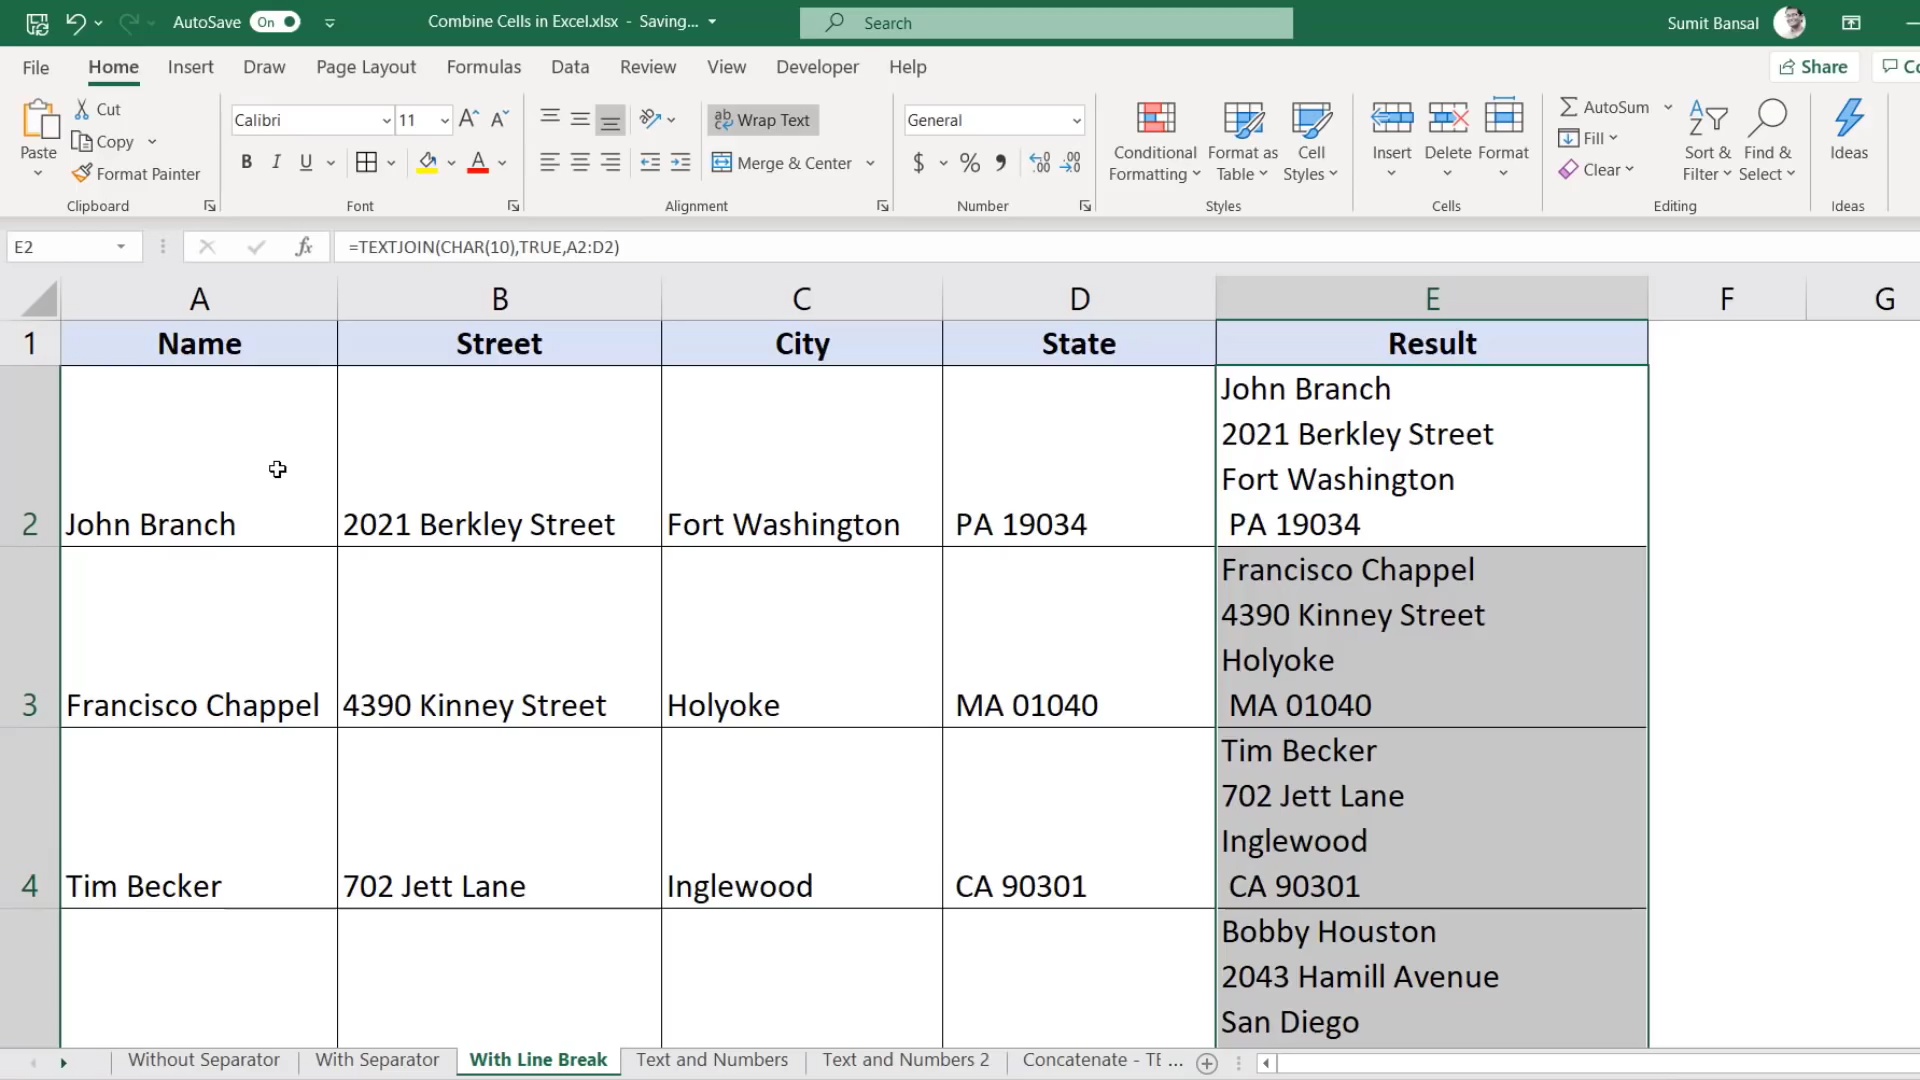 AutoSave On Combine Cells in Excel.xlsx - Saving... Search Sumit Bansal
File Home Insert Draw Page Layout Formulas Data Review View Developer Help Share
Paste Cut Copy Format Painter Clipboard
Calibri 11 B I U A Font
Wrap Text Merge & Center Alignment
General $ % Number
Conditional Formatting Format as Table Cell Styles Styles
Insert Delete Format Cells
AutoSum Fill Clear Sort & Filter Find & Select Editing
Ideas Ideas
E2 fx =TEXTJOIN(CHAR(10),TRUE,A2:D2)
A B C D E F G
1 Name Street City State Result
John Branch
2021 Berkley Street
Fort Washington
2 John Branch 2021 Berkley Street Fort Washington PA 19034 PA 19034
Francisco Chappel
4390 Kinney Street
Holyoke
3 Francisco Chappel 4390 Kinney Street Holyoke MA 01040 MA 01040
Tim Becker
702 Jett Lane
Inglewood
4 Tim Becker 702 Jett Lane Inglewood CA 90301 CA 90301
Bobby Houston
2043 Hamill Avenue
San Diego
Without Separator With Separator With Line Break Text and Numbers Text and Numbers 2 Concatenate - TE ...